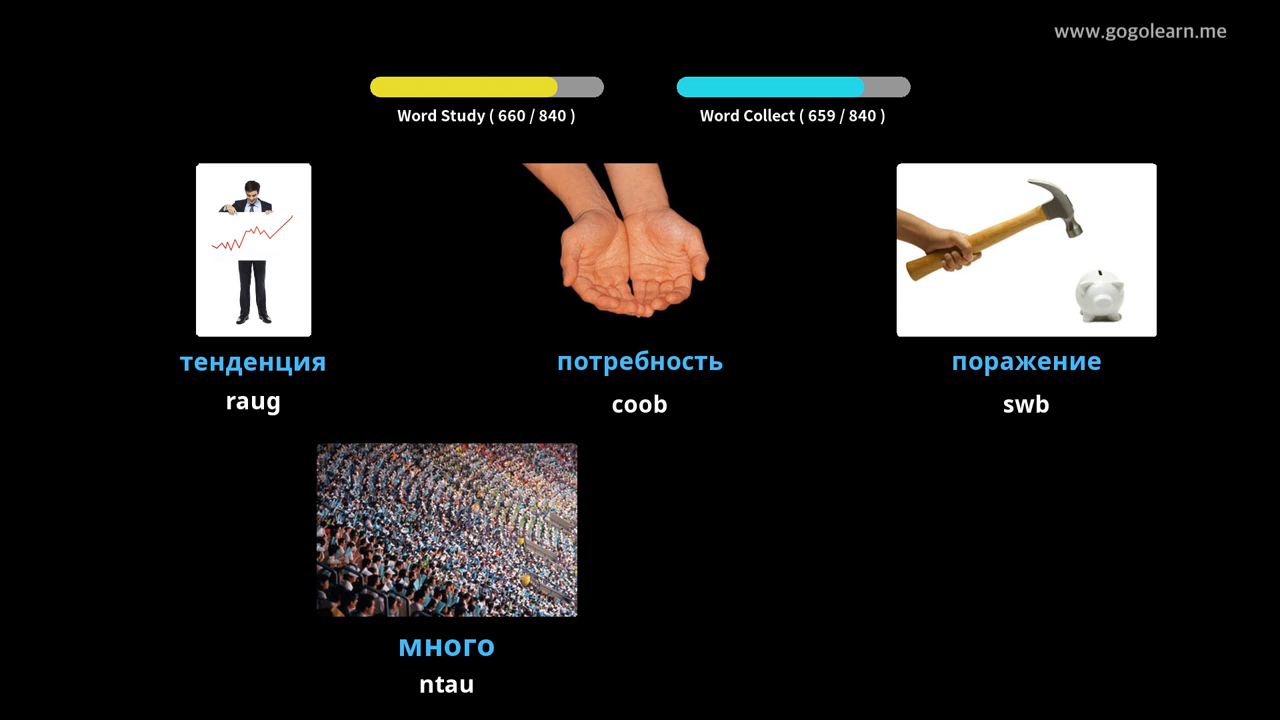 www.gogolearn.me
Word Study ( 660 / 840 )
Word Collect ( 659 / 840 )
тенденция
raug
потребность
coob
поражение
swb
много
ntau